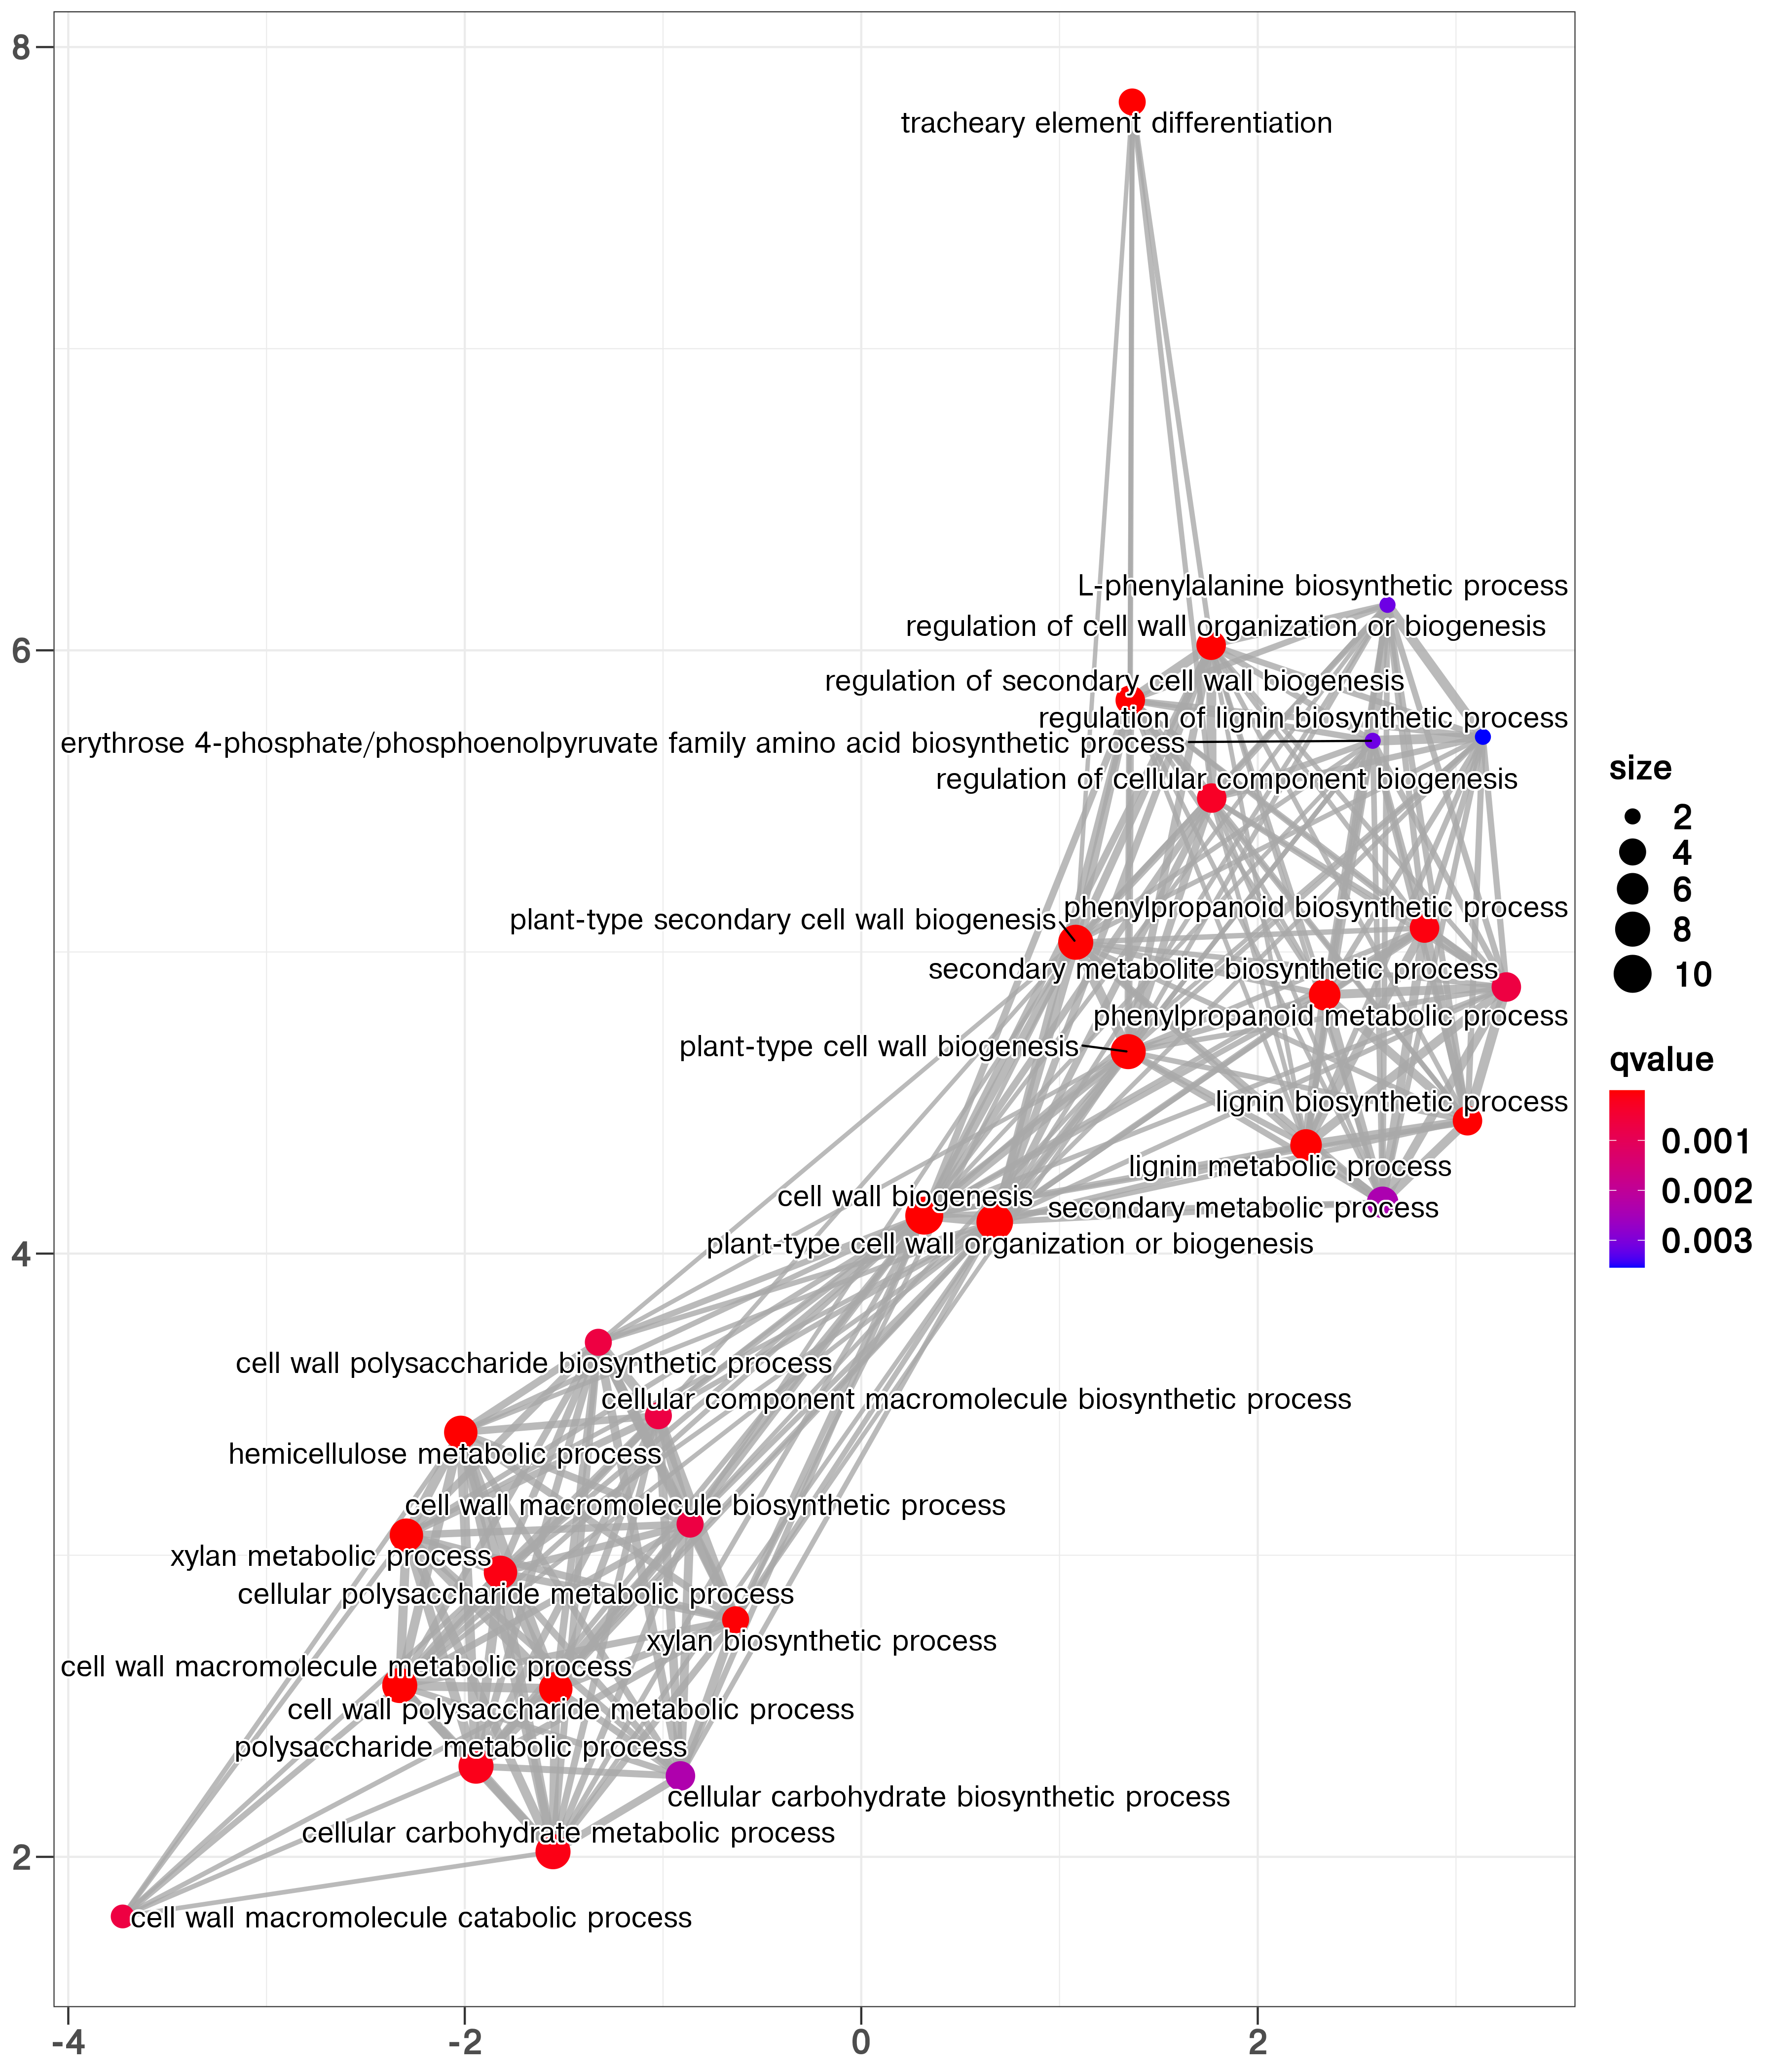 8
tracheary element differentiation
L-phenylalanine biosynthetic process
regulation of cell wall organization or biogenesis
6
regulation of secondary cell wall biogenesis
regulation of lignin biosynthetic process
erythrose 4-phosphate/phosphoenolpyruvate family amino acid biosynthetic process
regulation of cellular component biogenesis
phenylpropanoid biosynthetic process
plant-type secondary cell wall biogenesis
secondary metabolite biosynthetic process
phenylpropanoid metabolic process
plant-type cell wall biogenesis
lignin biosynthetic process
lignin metabolic process
cell wall biogenesis
secondary metabolic process
plant-type cell wall organization or biogenesis
4
cell wall polysaccharide biosynthetic process
cellular component macromolecule biosynthetic process
hemicellulose metabolic process
cell wall macromolecule biosynthetic process
xylan metabolic process
cellular polysaccharide metabolic process
xylan biosynthetic process
cell wall macromolecule metabolic process
cell wall polysaccharide metabolic process
polysaccharide metabolic process
cellular carbohydrate biosynthetic process
cellular carbohydrate metabolic process
2
cell wall macromolecule catabolic process
-4 -2 0 2
size
2
4
6
8
10
qvalue
0.001
0.002
0.003